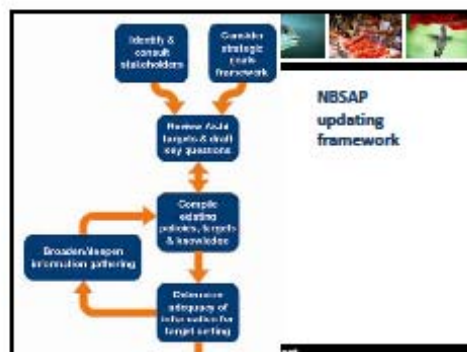 Identify &
consult
stakeholders
Consider
strategic
goals
framework
NBSAP
updating
framework
Review Aichi
targets & draft
key questions
Compile
existing
policies, targets
& knowledge
Broaden/deepen
information gathering
Determine
adequacy of
information for
target setting